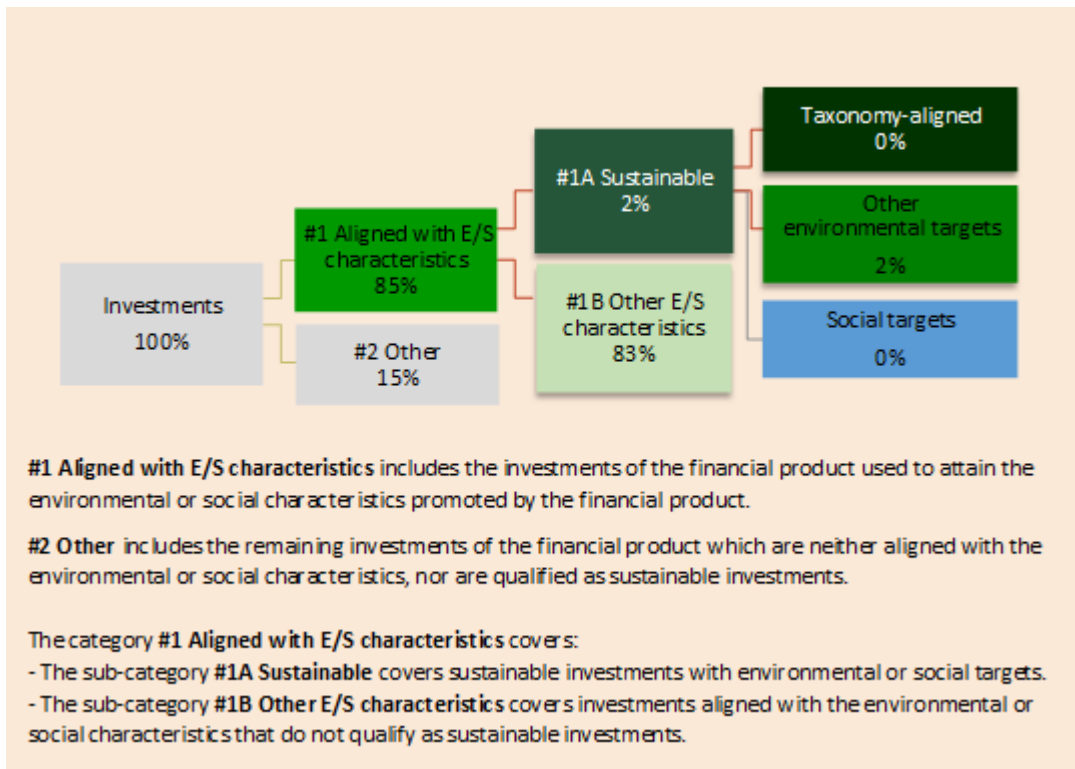 Taxonomy-aligned
0%
#1A Sustainable
2%
Other
environmental targets
2%
#1 Aligned with E/S
characteristics
85%
Investments
100%
#1B Other E/S
characteristics
83%
Social targets
0%
#2 Other
15%
#1 Aligned with E/S characteristics includes the investments of the financial product used to attain the
environmental or social characteristics promoted by the financial product.
#2 Other includes the remaining investments of the financial product which are neither aligned with the
environmental or social characteristics, nor are qualified as sustainable investments.
The category #1 Aligned with E/S characteristics covers:
- The sub-category #1A Sustainable covers sustainable investments with environmental or social targets.
- The sub-category #1B Other E/S characteristics covers investments aligned with the environmental or
social characteristics that do not qualify as sustainable investments.